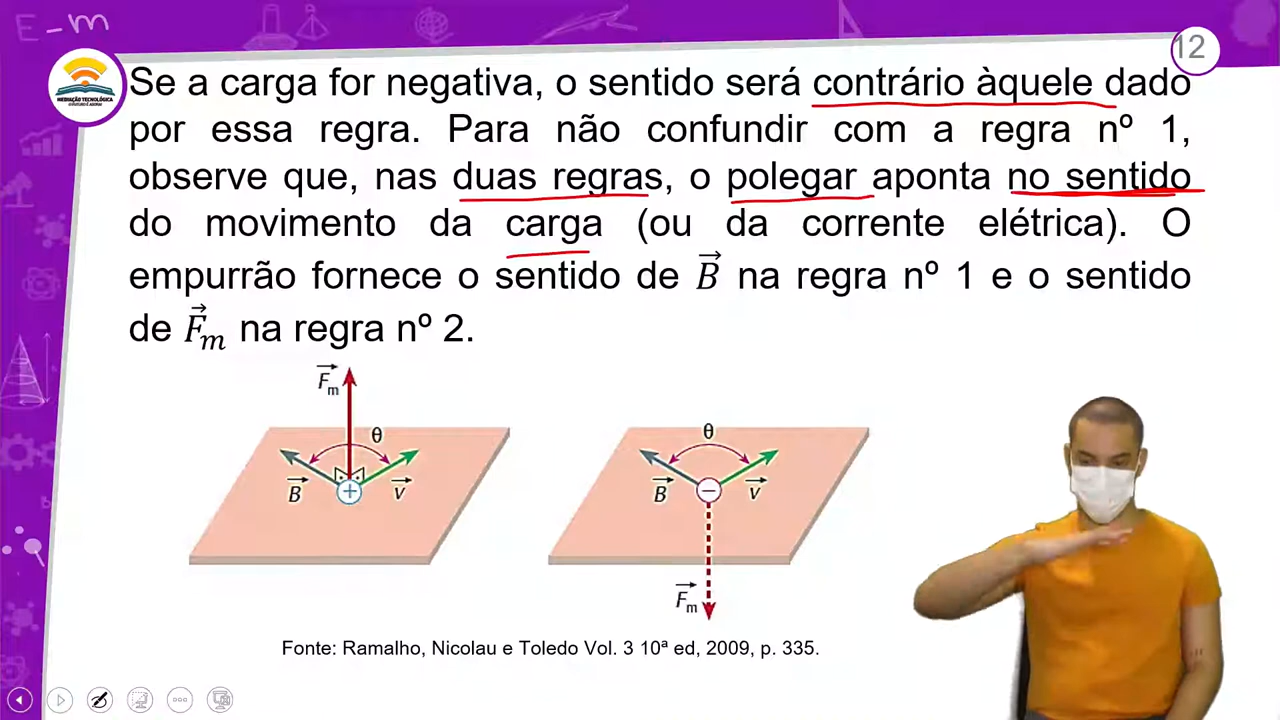 E=m
12
MEDIAÇÃO TECNOLÓGICA
Se a carga for negativa, o sentido será contrário àquele dado
por essa regra. Para não confundir com a regra nº 1,
observe que, nas duas regras, o polegar aponta no sentido
do movimento da carga (ou da corrente elétrica). O
empurrão fornece o sentido de B⃗ na regra nº 1 e o sentido
de F⃗m na regra nº 2.
F⃗m
θ
B⃗
+
v⃗
θ
B⃗
−
v⃗
F⃗m
Fonte: Ramalho, Nicolau e Toledo Vol. 3 10ª ed, 2009, p. 335.